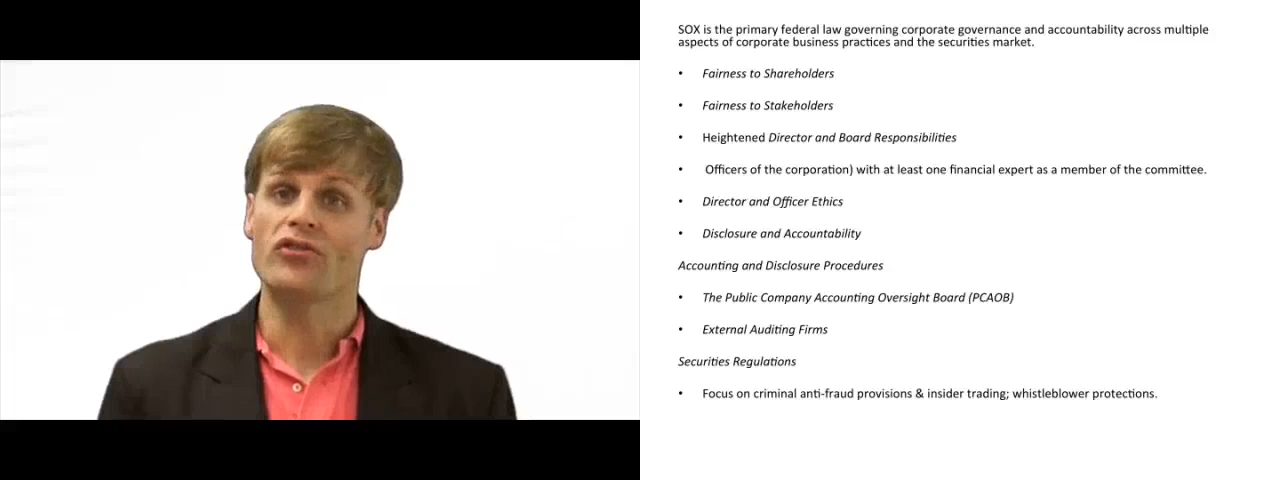 SOX is the primary federal law governing corporate governance and accountability across multiple
aspects of corporate business practices and the securities market.
• Fairness to Shareholders
• Fairness to Stakeholders
• Heightened Director and Board Responsibilities
• Officers of the corporation) with at least one financial expert as a member of the committee.
• Director and Officer Ethics
• Disclosure and Accountability
Accounting and Disclosure Procedures
• The Public Company Accounting Oversight Board (PCAOB)
• External Auditing Firms
Securities Regulations
• Focus on criminal anti-fraud provisions & insider trading; whistleblower protections.